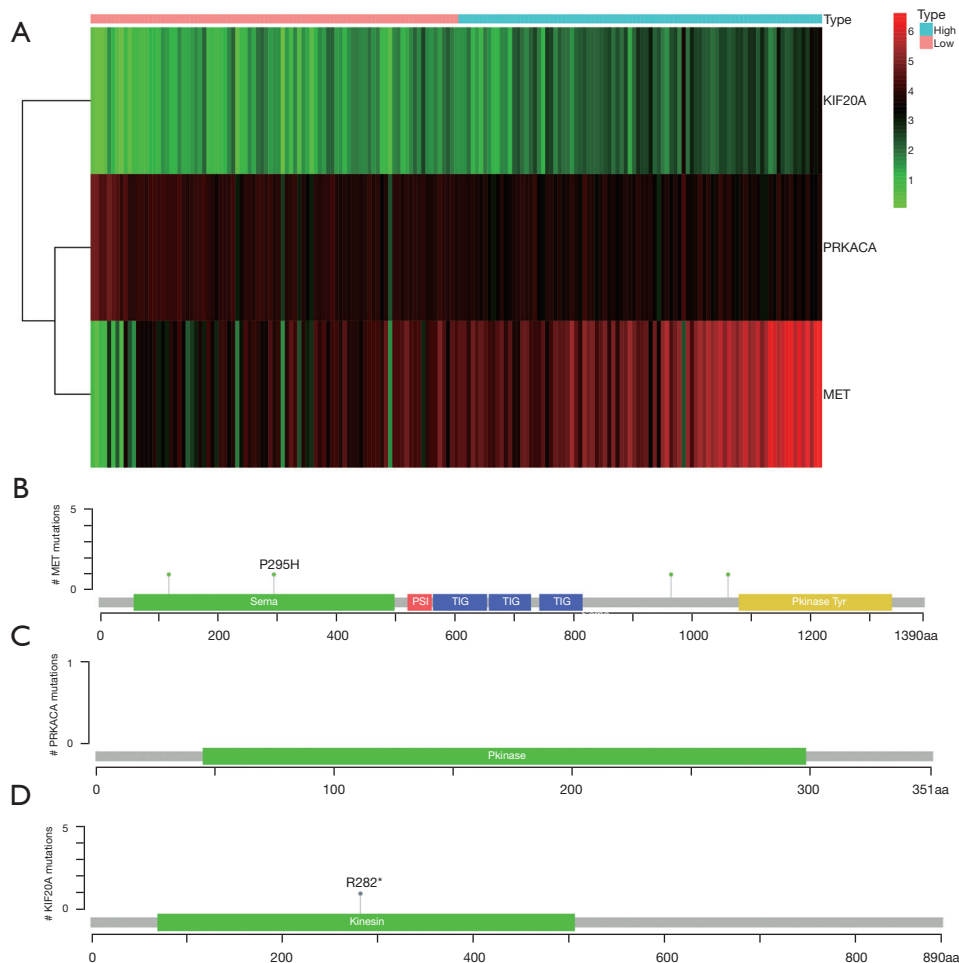 A
Type
Type
High
Low
6
5
4
3
2
1
KIF20A
PRKACA
MET
B
# MET mutations
5
0
P295H
Sema
PSI
TIG
TIG
TIG
Pkinase Tyr
0
200
400
600
800
1000
1200
1390aa
C
# PRKACA mutations
1
0
Pkinase
0
100
200
300
351aa
D
# KIF20A mutations
5
0
R282*
Kinesin
0
200
400
600
800
890aa